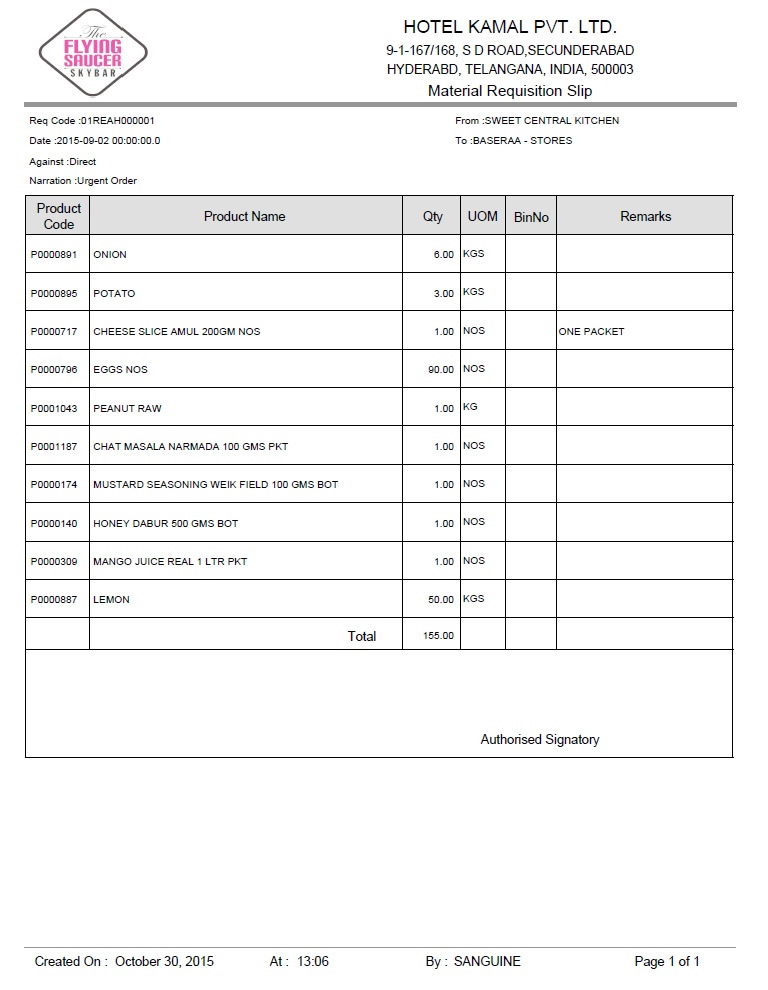 The
FLYING
SAUCER
SKYBAR
HOTEL KAMAL PVT. LTD.
9-1-167/168, S D ROAD,SECUNDERABAD
HYDERABD, TELANGANA, INDIA, 500003
Material Requisition Slip
Req Code :01REAH000001 From :SWEET CENTRAL KITCHEN
Date :2015-09-02 00:00:00.0 To :BASERAA - STORES
Against :Direct
Narration :Urgent Order
Product Code Product Name Qty UOM BinNo Remarks
P0000891 ONION 6.00 KGS
P0000895 POTATO 3.00 KGS
P0000717 CHEESE SLICE AMUL 200GM NOS 1.00 NOS ONE PACKET
P0000796 EGGS NOS 90.00 NOS
P0001043 PEANUT RAW 1.00 KG
P0001187 CHAT MASALA NARMADA 100 GMS PKT 1.00 NOS
P0000174 MUSTARD SEASONING WEIK FIELD 100 GMS BOT 1.00 NOS
P0000140 HONEY DABUR 500 GMS BOT 1.00 NOS
P0000309 MANGO JUICE REAL 1 LTR PKT 1.00 NOS
P0000887 LEMON 50.00 KGS
Total 155.00
Authorised Signatory
Created On : October 30, 2015 At : 13:06 By : SANGUINE Page 1 of 1